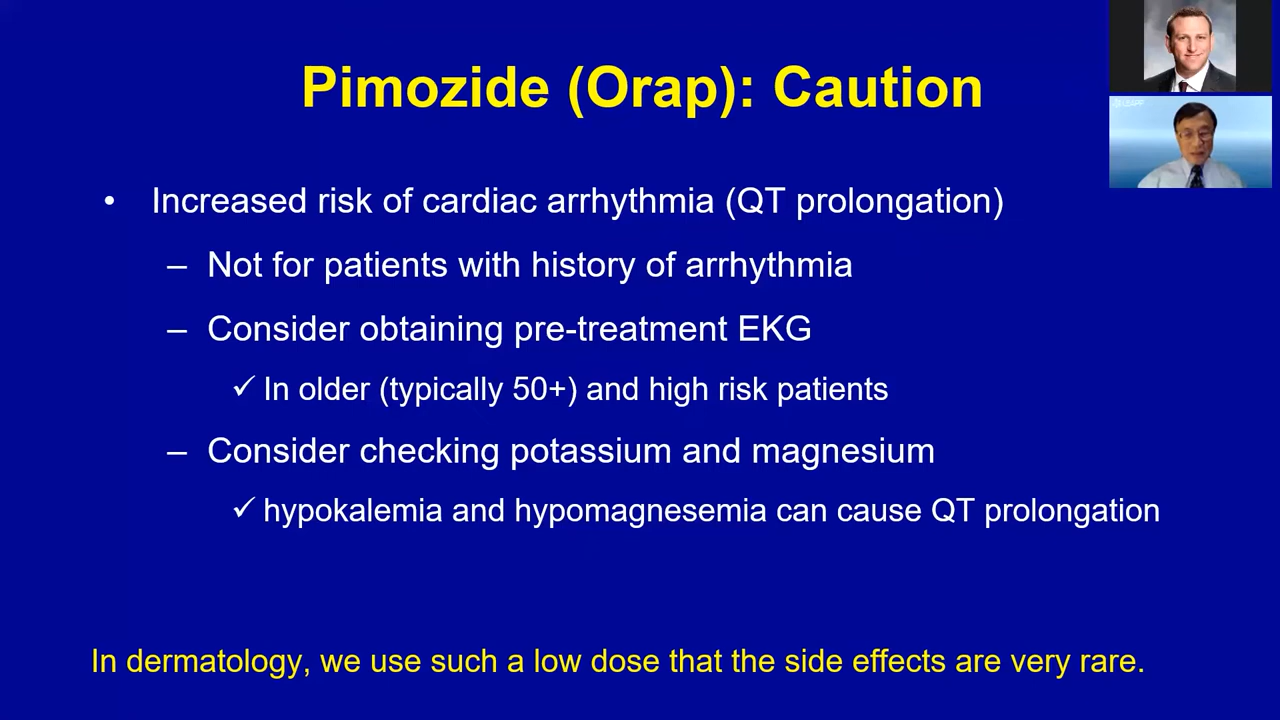 Pimozide (Orap): Caution
• Increased risk of cardiac arrhythmia (QT prolongation)
– Not for patients with history of arrhythmia
– Consider obtaining pre-treatment EKG
✓ In older (typically 50+) and high risk patients
– Consider checking potassium and magnesium
✓ hypokalemia and hypomagnesemia can cause QT prolongation
In dermatology, we use such a low dose that the side effects are very rare.